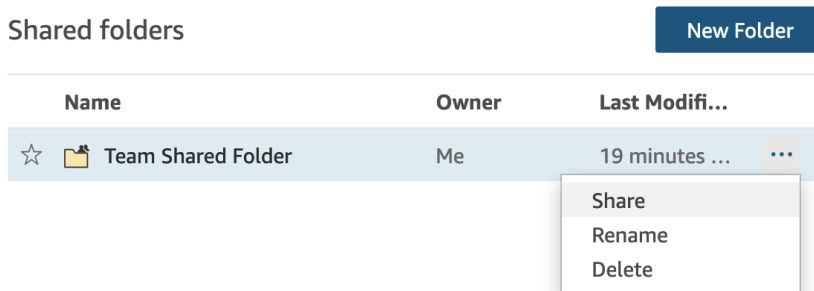 Shared folders
New Folder
Name Owner Last Modifi...
Team Shared Folder Me 19 minutes ...
Share
Rename
Delete